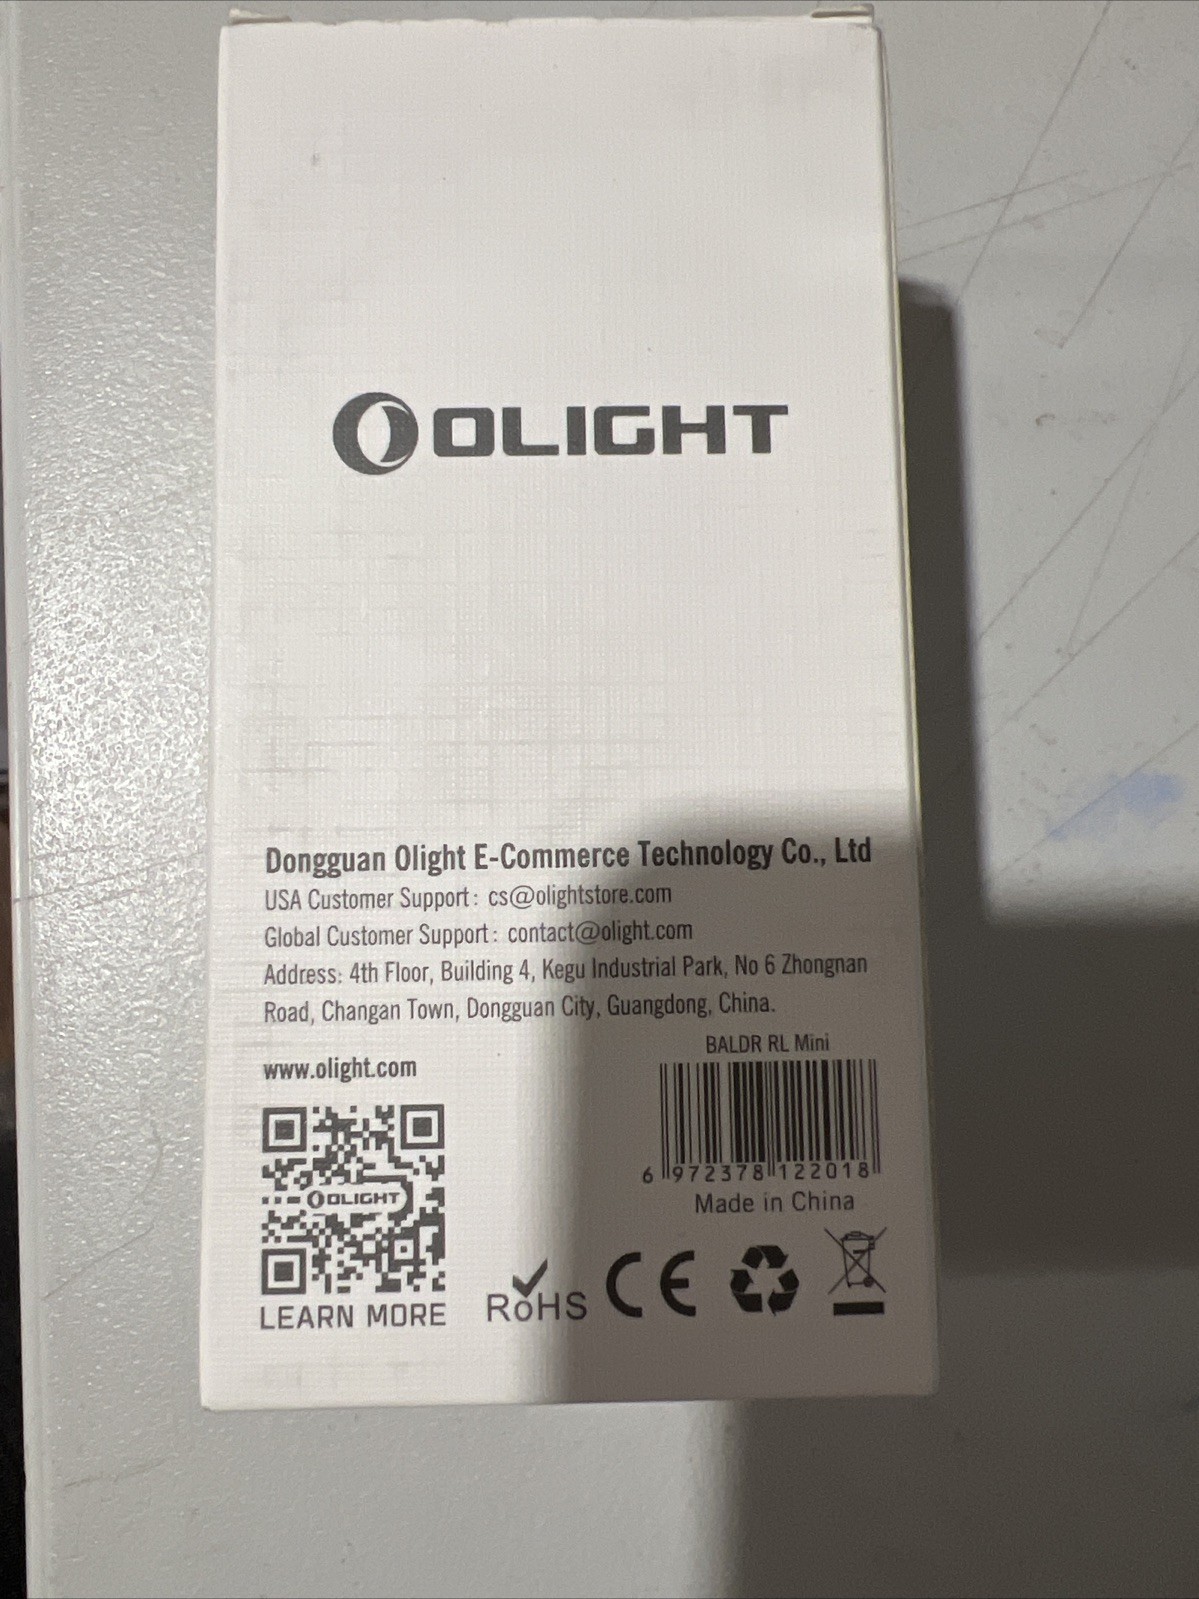 OLIGHT
Dongguan Olight E-Commerce Technology Co., Ltd
USA Customer Support: cs@olightstore.com
Global Customer Support: contact@olight.com
Address: 4th Floor, Building 4, Kegu Industrial Park, No 6 Zhongnan
Road, Changan Town, Dongguan City, Guangdong, China.
www.olight.com
BALDR RL Mini
6 972378 122018
Made in China
OLIGHT
LEARN MORE
RoHS
CE